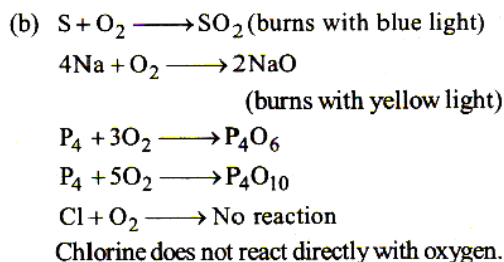 (b) S + O₂ ⟶ SO₂ (burns with blue light)
4Na + O₂ ⟶ 2NaO
(burns with yellow light)
P₄ + 3O₂ ⟶ P₄O₆
P₄ + 5O₂ ⟶ P₄O₁₀
Cl + O₂ ⟶ No reaction
Chlorine does not react directly with oxygen.